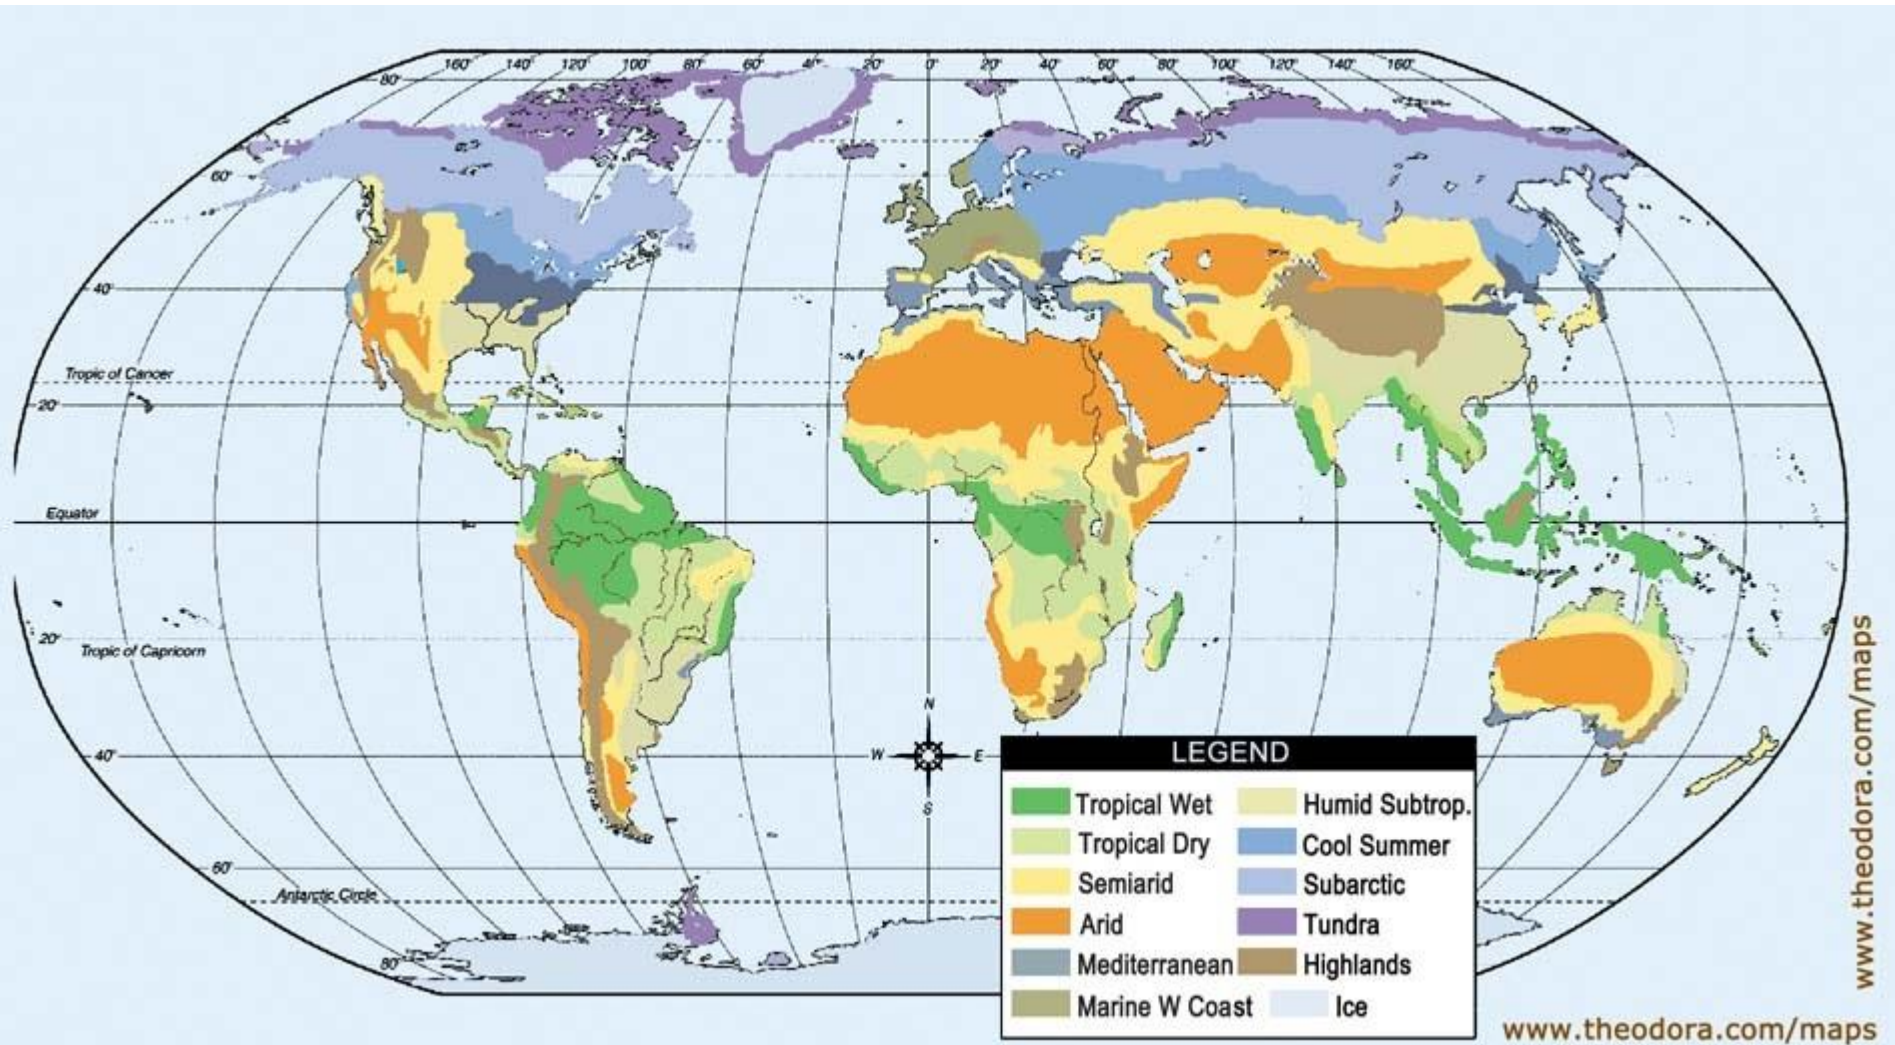 160° 140° 120° 100° 80° 60° 40° 20° 0° 20° 40° 60° 80° 100° 120° 140° 160°
80°
60°
40°
Tropic of Cancer
20°
Equator
20°
Tropic of Capricorn
N
40°
W E
S
60°
Antarctic Circle
80°
LEGEND
Tropical Wet
Humid Subtrop.
Tropical Dry
Cool Summer
Semiarid
Subarctic
Arid
Tundra
Mediterranean
Highlands
Marine W Coast
Ice
www.theodora.com/maps
www.theodora.com/maps